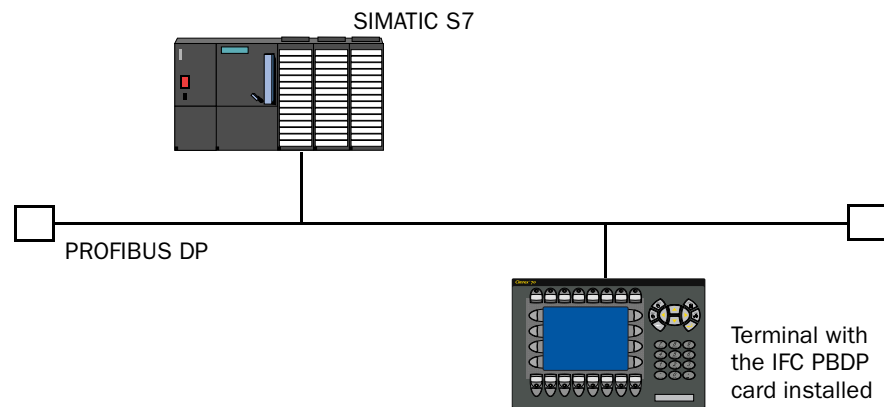 SIMATIC S7
PROFIBUS DP
Terminal with
the IFC PBDP
card installed